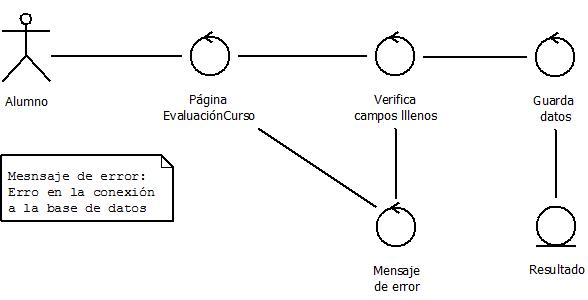 Alumno
Página
EvaluaciónCurso
Verifica
campos lllenos
Guarda
datos
Mesnsaje de error:
Erro en la conexión
a la base de datos
Mensaje
de error
Resultado